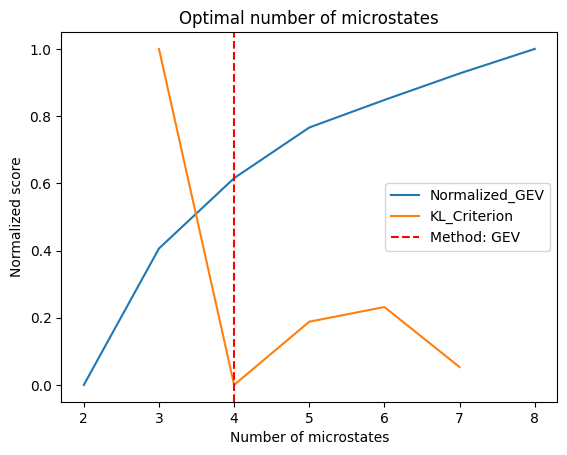 Optimal number of microstates
Normalized score
1.0
0.8
0.6
0.4
0.2
0.0
Normalized_GEV
KL_Criterion
Method: GEV
2 3 4 5 6 7 8
Number of microstates